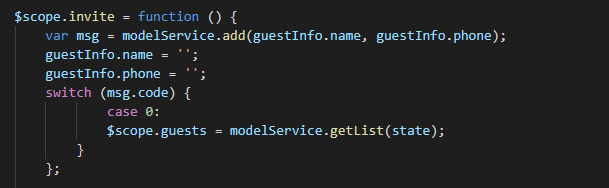 $scope.invite = function () {
    var msg = modelService.add(guestInfo.name, guestInfo.phone);
    guestInfo.name = '';
    guestInfo.phone = '';
    switch (msg.code) {
            case 0:
            $scope.guests = modelService.getList(state);
        }
    };